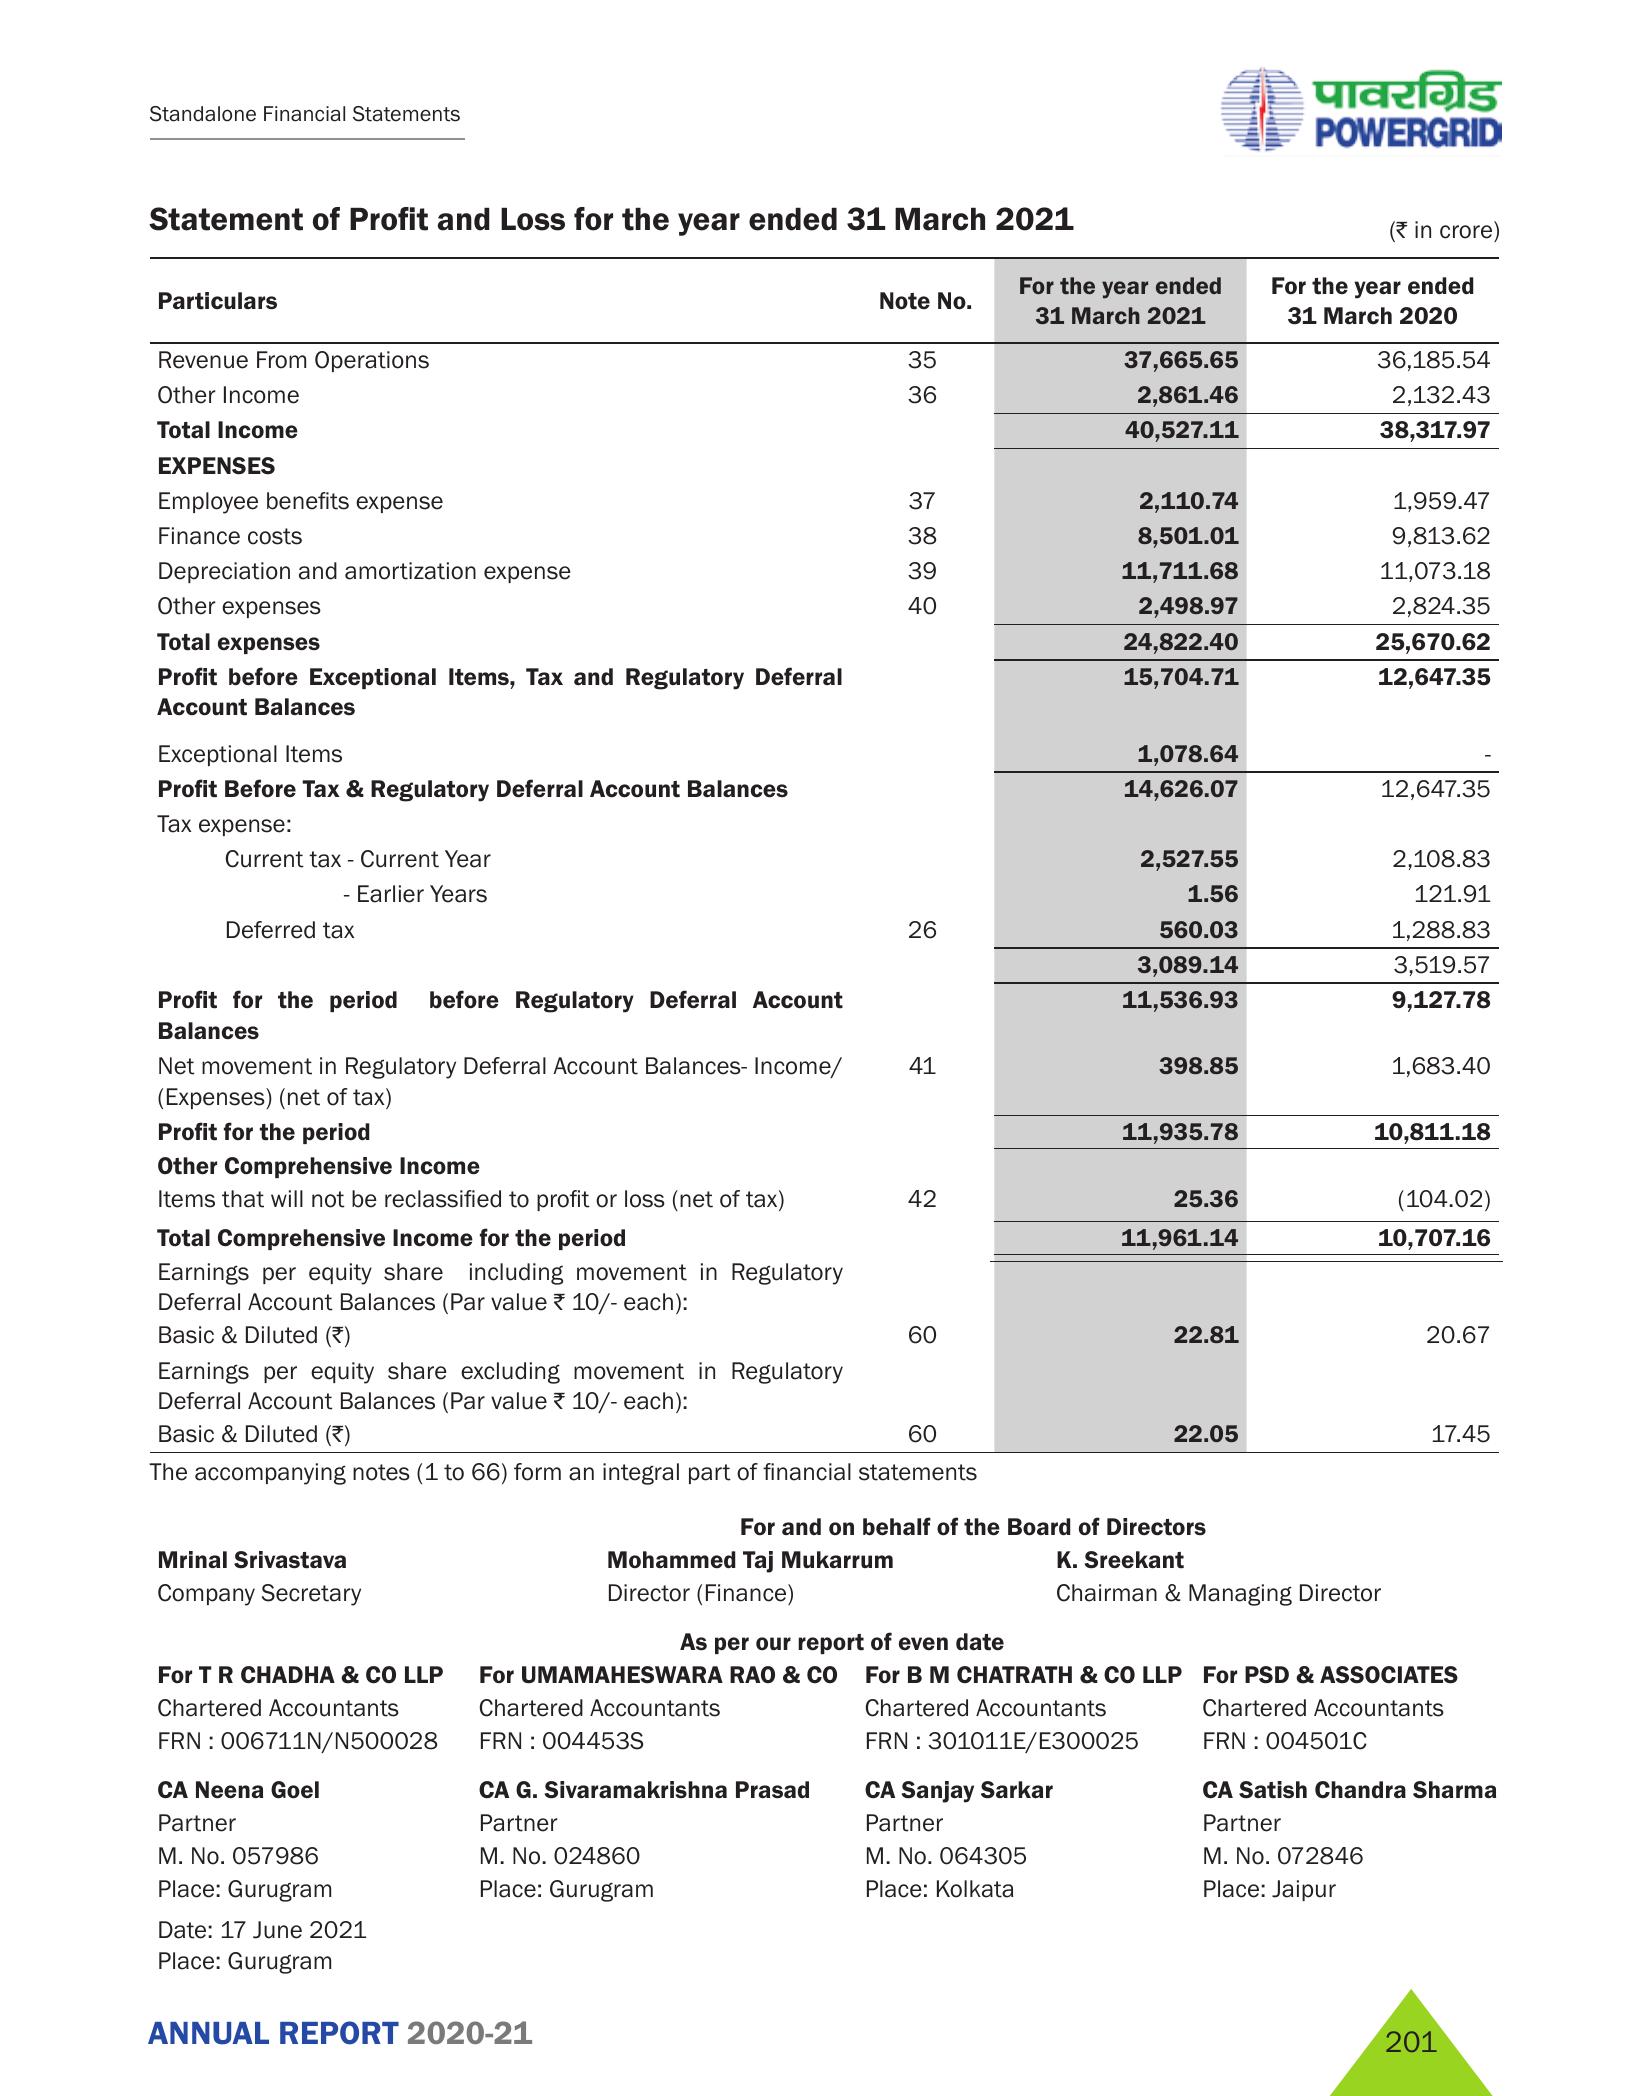 Standalone Financial Statements
पावरग्रिड
POWERGRID
Statement of Profit and Loss for the year ended 31 March 2021
(₹ in crore)
Particulars Note No. For the year ended 31 March 2021 For the year ended 31 March 2020
Revenue From Operations 35 37,665.65 36,185.54
Other Income 36 2,861.46 2,132.43
Total Income 40,527.11 38,317.97
EXPENSES
Employee benefits expense 37 2,110.74 1,959.47
Finance costs 38 8,501.01 9,813.62
Depreciation and amortization expense 39 11,711.68 11,073.18
Other expenses 40 2,498.97 2,824.35
Total expenses 24,822.40 25,670.62
Profit before Exceptional Items, Tax and Regulatory Deferral 15,704.71 12,647.35
Account Balances
Exceptional Items 1,078.64 -
Profit Before Tax & Regulatory Deferral Account Balances 14,626.07 12,647.35
Tax expense:
Current tax - Current Year 2,527.55 2,108.83
- Earlier Years 1.56 121.91
Deferred tax 26 560.03 1,288.83
3,089.14 3,519.57
Profit for the period before Regulatory Deferral Account 11,536.93 9,127.78
Balances
Net movement in Regulatory Deferral Account Balances- Income/ 41 398.85 1,683.40
(Expenses) (net of tax)
Profit for the period 11,935.78 10,811.18
Other Comprehensive Income
Items that will not be reclassified to profit or loss (net of tax) 42 25.36 (104.02)
Total Comprehensive Income for the period 11,961.14 10,707.16
Earnings per equity share including movement in Regulatory
Deferral Account Balances (Par value ₹ 10/- each):
Basic & Diluted (₹) 60 22.81 20.67
Earnings per equity share excluding movement in Regulatory
Deferral Account Balances (Par value ₹ 10/- each):
Basic & Diluted (₹) 60 22.05 17.45
The accompanying notes (1 to 66) form an integral part of financial statements
For and on behalf of the Board of Directors
Mrinal Srivastava Mohammed Taj Mukarrum K. Sreekant
Company Secretary Director (Finance) Chairman & Managing Director
As per our report of even date
For T R CHADHA & CO LLP For UMAMAHESWARA RAO & CO For B M CHATRATH & CO LLP For PSD & ASSOCIATES
Chartered Accountants Chartered Accountants Chartered Accountants Chartered Accountants
FRN : 006711N/N500028 FRN : 004453S FRN : 301011E/E300025 FRN : 004501C
CA Neena Goel CA G. Sivaramakrishna Prasad CA Sanjay Sarkar CA Satish Chandra Sharma
Partner Partner Partner Partner
M. No. 057986 M. No. 024860 M. No. 064305 M. No. 072846
Place: Gurugram Place: Gurugram Place: Kolkata Place: Jaipur
Date: 17 June 2021
Place: Gurugram
ANNUAL REPORT 2020-21
201